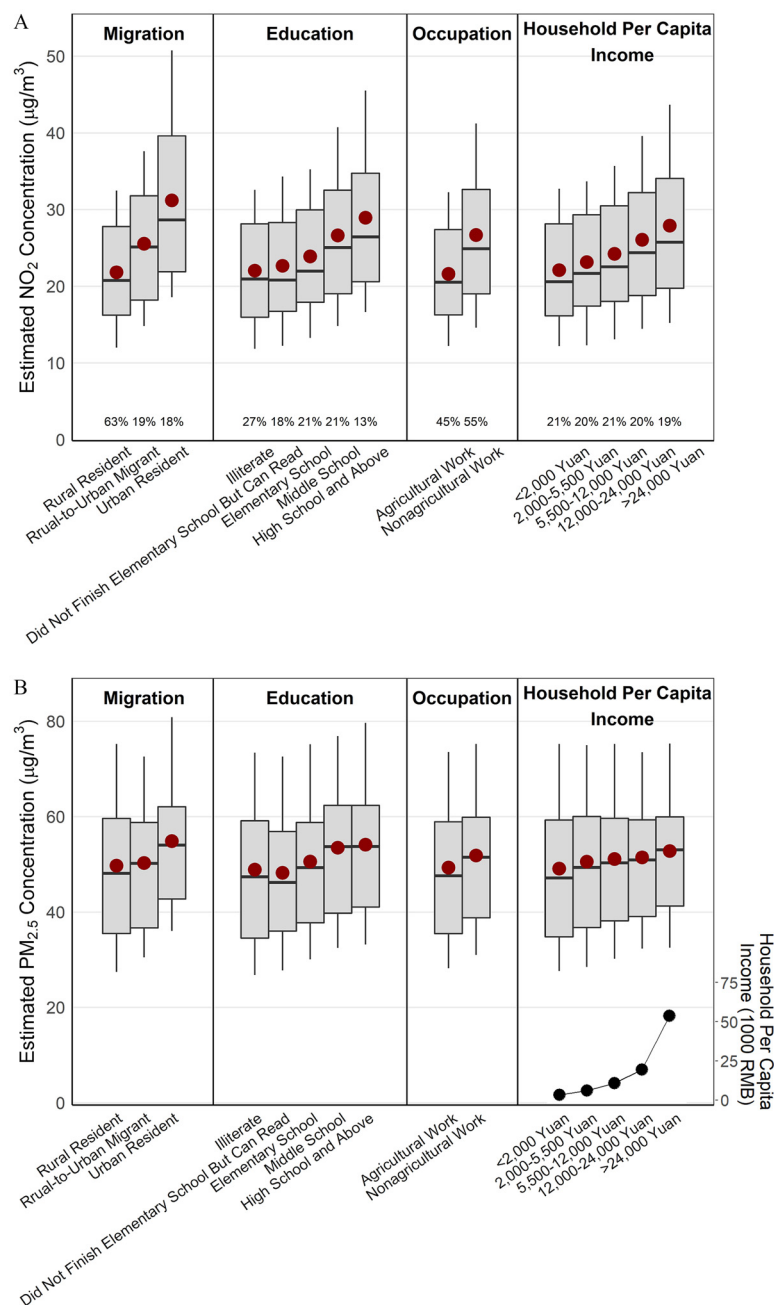 A
Migration
Education
Occupation
Household Per Capita
Income
Estimated NO₂ Concentration (μg/m³)
50
40
30
20
10
0
63% 19% 18%
27% 18% 21% 21% 13%
45% 55%
21% 20% 21% 20% 19%
Rural Resident
Rrual-to-Urban Migrant
Urban Resident
Illiterate
Did Not Finish Elementary School But Can Read
Elementary School
Middle School
High School and Above
Agricultural Work
Nonagricultural Work
<2,000 Yuan
2,000-5,500 Yuan
5,500-12,000 Yuan
12,000-24,000 Yuan
>24,000 Yuan
B
Migration
Education
Occupation
Household Per Capita
Income
Estimated PM₂.₅ Concentration (μg/m³)
80
60
40
20
0
75
50
25
0
Household Per Capita
Income (1000 RMB)
Rural Resident
Rrual-to-Urban Migrant
Urban Resident
Illiterate
Did Not Finish Elementary School But Can Read
Elementary School
Middle School
High School and Above
Agricultural Work
Nonagricultural Work
<2,000 Yuan
2,000-5,500 Yuan
5,500-12,000 Yuan
12,000-24,000 Yuan
>24,000 Yuan